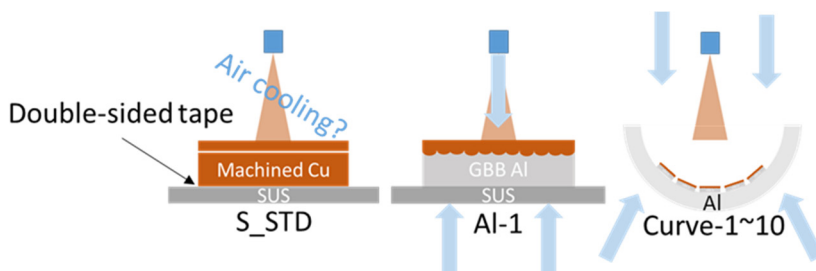 Air cooling?
Double-sided tape
Machined Cu
SUS
S_STD
GBB Al
SUS
Al-1
Al
Curve-1~10